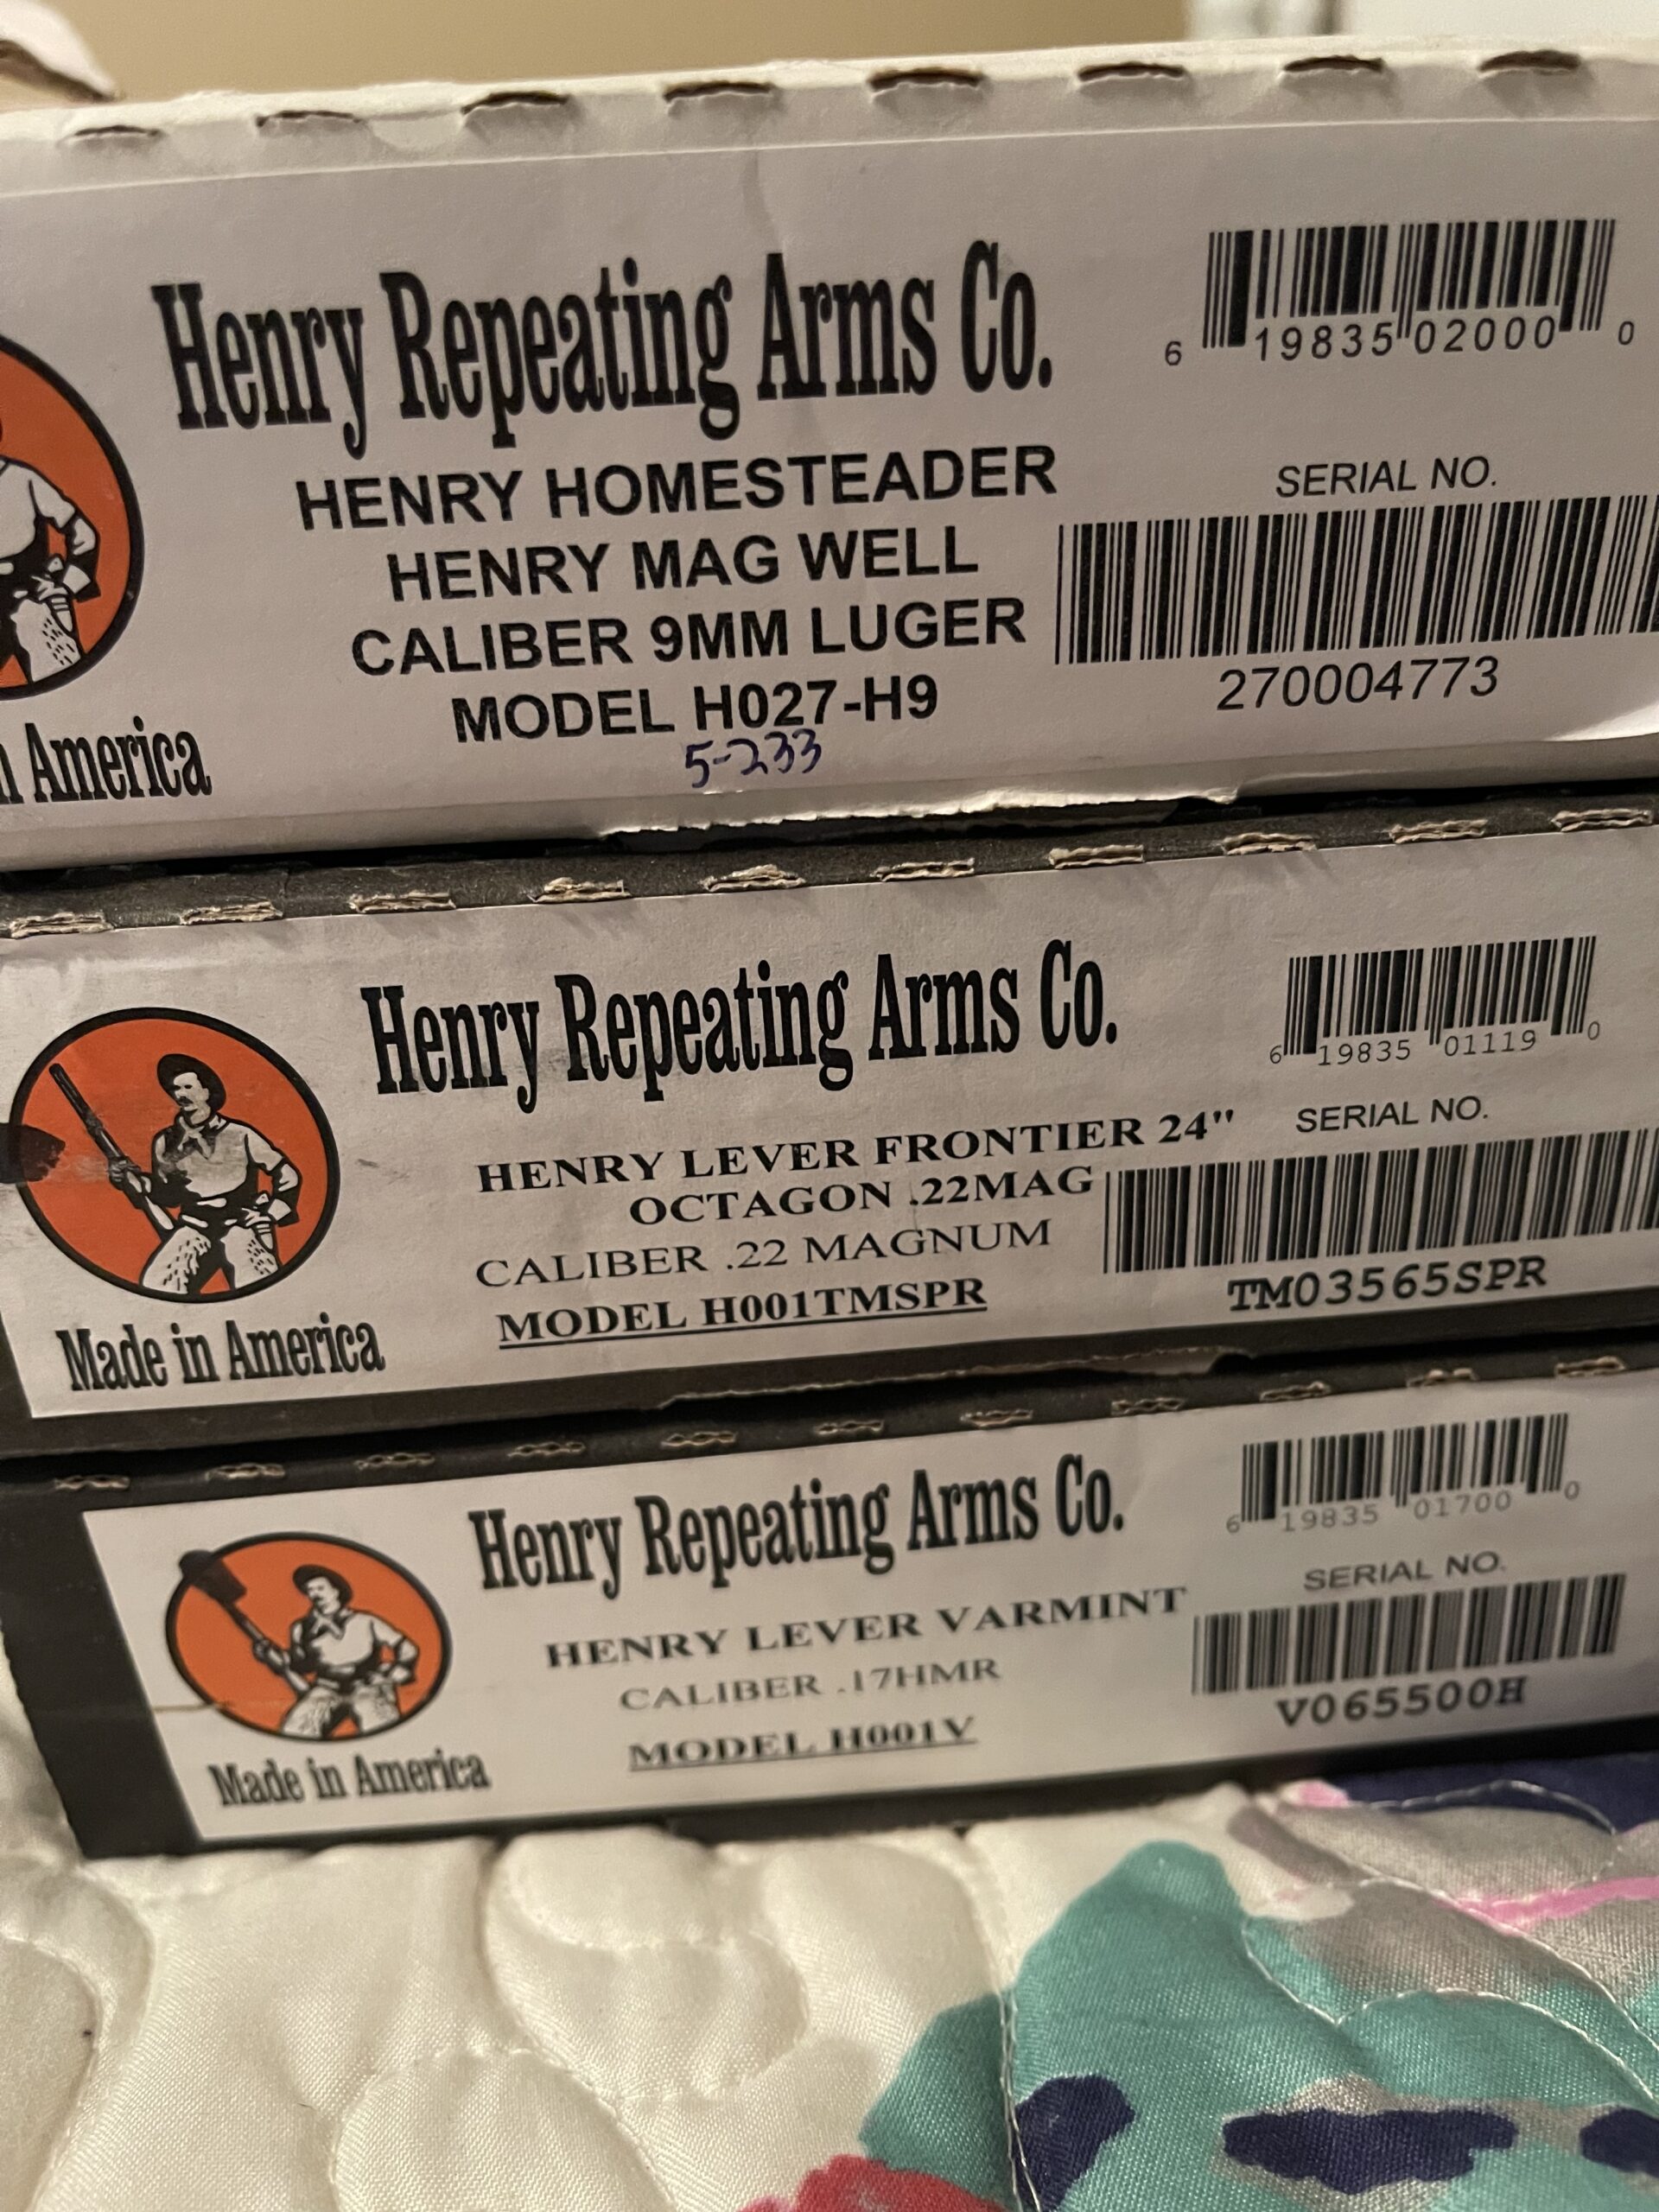 Henry Repeating Arms Co.
HENRY HOMESTEADER
HENRY MAG WELL
CALIBER 9MM LUGER
MODEL H027-H9
5-233
America
6 19835 02000 0
SERIAL NO.
270004773
Henry Repeating Arms Co.
HENRY LEVER FRONTIER 24"
OCTAGON .22MAG
CALIBER .22 MAGNUM
MODEL H001TMSPR
Made in America
6 19835 01119 0
SERIAL NO.
TM03565SPR
Henry Repeating Arms Co.
HENRY LEVER VARMINT
CALIBER .17HMR
MODEL H001V
Made in America
6 19835 01700 0
SERIAL NO.
V065500H